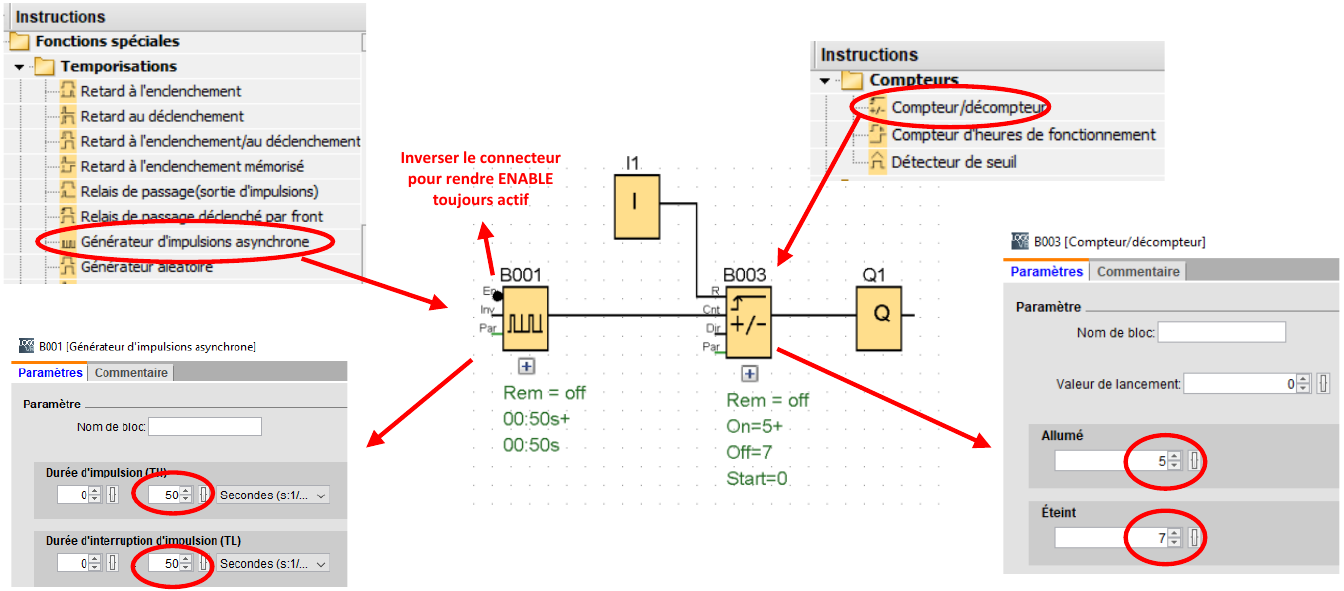 Instructions
Fonctions spéciales
Temporisations
Retard à l'enclenchement
Retard au déclenchement
Retard à l'enclenchement/au déclenchement
Retard à l'enclenchement mémorisé
Relais de passage(sortie d'impulsions)
Relais de passage déclenché par front
Générateur d'impulsions asynchrone
Générateur aléatoire
Instructions
Compteurs
Compteur/décompteur
Compteur d'heures de fonctionnement
Détecteur de seuil
Inverser le connecteur
pour rendre ENABLE
toujours actif
I1
I
B001
En
Inv
Par
Rem = off
00:50s+
00:50s
B003
R
Cnt
Dir
Par
+/-
Rem = off
On=5+
Off=7
Start=0
Q1
Q
B001 [Générateur d'impulsions asynchrone]
Paramètres Commentaire
Paramètre
Nom de bloc:
Durée d'impulsion (TH)
0 50 Secondes (s:1/...
Durée d'interruption d'impulsion (TL)
0 50 Secondes (s:1/...
B003 [Compteur/décompteur]
Paramètres Commentaire
Paramètre
Nom de bloc:
Valeur de lancement: 0
Allumé
5
Éteint
7